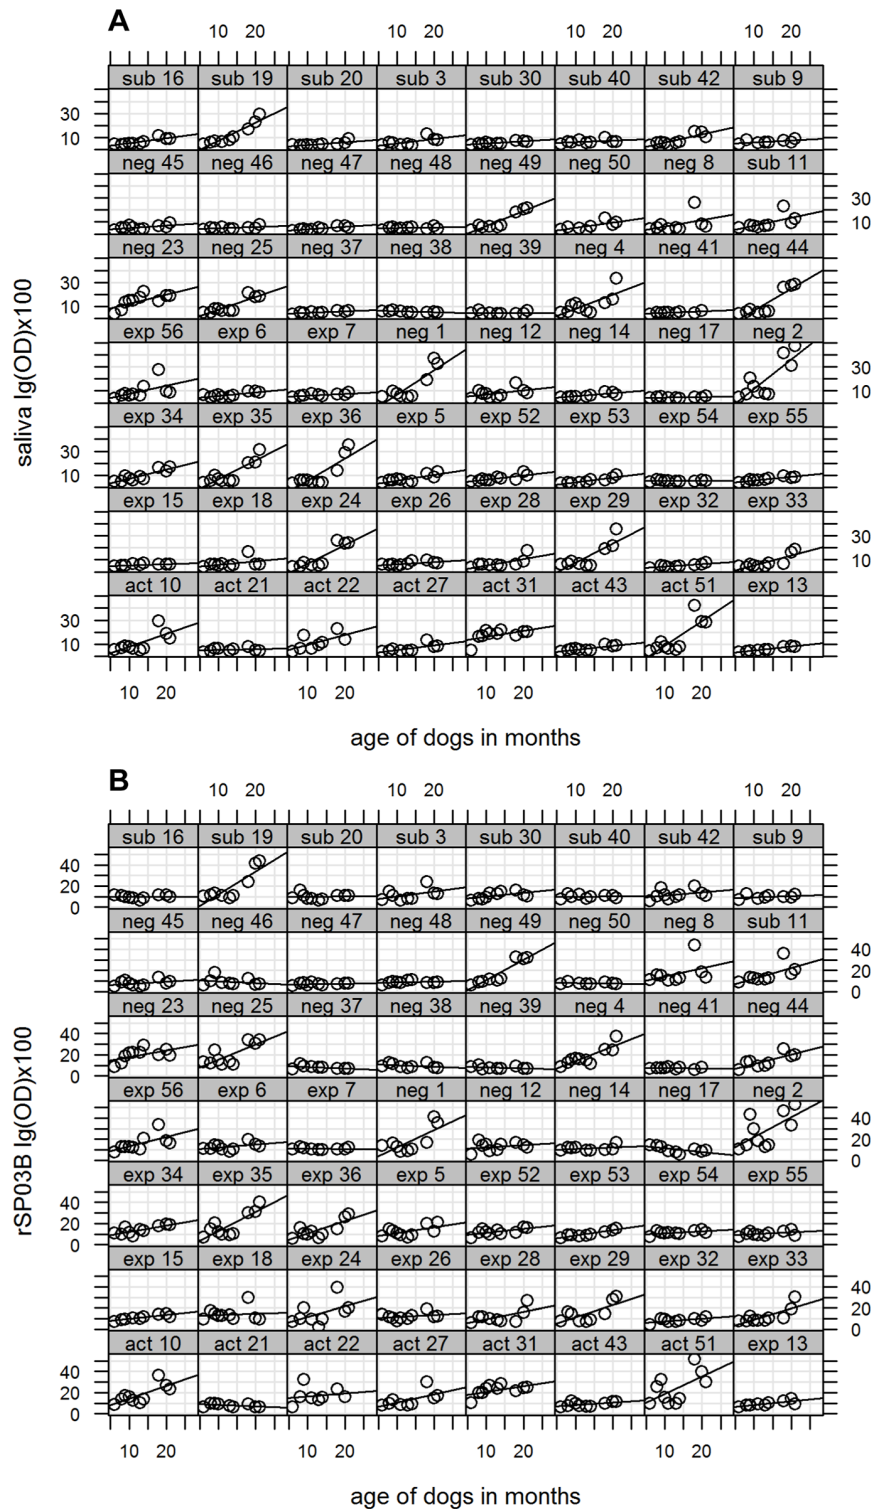 A
10 20 10 20
sub 16 sub 19 sub 20 sub 3 sub 30 sub 40 sub 42 sub 9
30
10
neg 45 neg 46 neg 47 neg 48 neg 49 neg 50 neg 8 sub 11
30
10
neg 23 neg 25 neg 37 neg 38 neg 39 neg 4 neg 41 neg 44
30
10
exp 56 exp 6 exp 7 neg 1 neg 12 neg 14 neg 17 neg 2
30
10
exp 34 exp 35 exp 36 exp 5 exp 52 exp 53 exp 54 exp 55
30
10
exp 15 exp 18 exp 24 exp 26 exp 28 exp 29 exp 32 exp 33
30
10
act 10 act 21 act 22 act 27 act 31 act 43 act 51 exp 13
30
10
10 20 10 20 10 20 10 20
saliva Ig(OD)x100
age of dogs in months
B
10 20 10 20 10 20 10 20
sub 16 sub 19 sub 20 sub 3 sub 30 sub 40 sub 42 sub 9
40
20
0
neg 45 neg 46 neg 47 neg 48 neg 49 neg 50 neg 8 sub 11
40
20
0
neg 23 neg 25 neg 37 neg 38 neg 39 neg 4 neg 41 neg 44
40
20
0
exp 56 exp 6 exp 7 neg 1 neg 12 neg 14 neg 17 neg 2
40
20
0
exp 34 exp 35 exp 36 exp 5 exp 52 exp 53 exp 54 exp 55
40
20
0
exp 15 exp 18 exp 24 exp 26 exp 28 exp 29 exp 32 exp 33
40
20
0
act 10 act 21 act 22 act 27 act 31 act 43 act 51 exp 13
40
20
0
10 20 10 20 10 20 10 20
rSP03B Ig(OD)x100
age of dogs in months